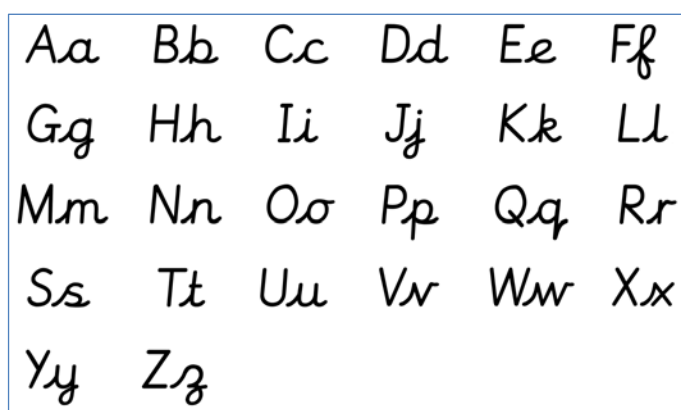 Aa Bb Cc Dd Ee Ff
Gg Hh Ii Jj Kk Ll
Mm Nn Oo Pp Qq Rr
Ss Tt Uu Vv Ww Xx
Yy Zz